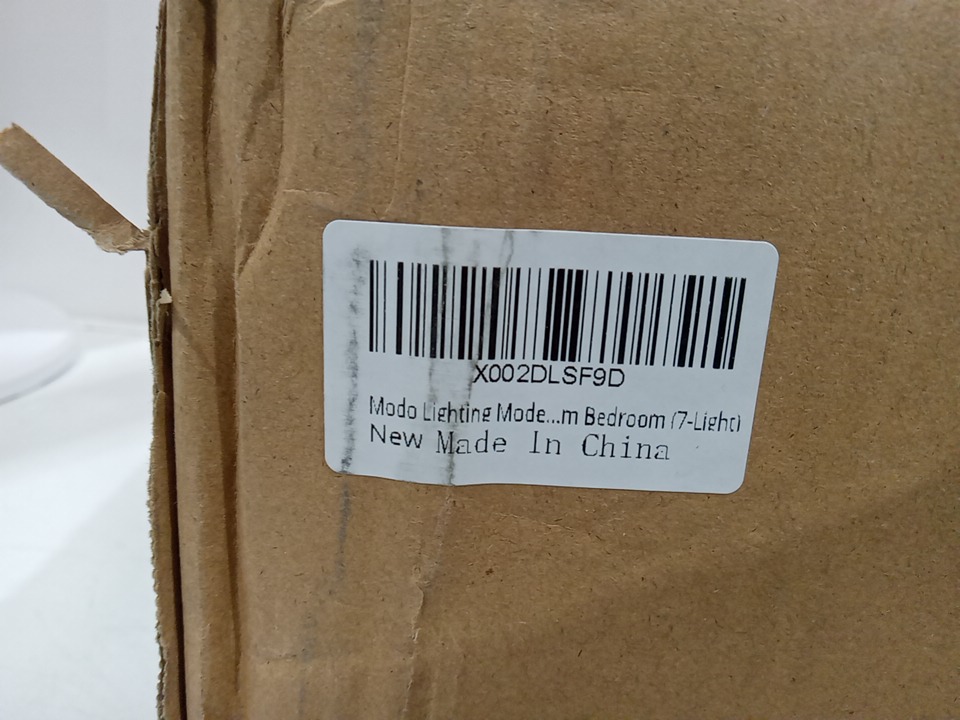 X002DLSF9D
Modo Lighting Mode...m Bedroom (7-Light)
New Made In China